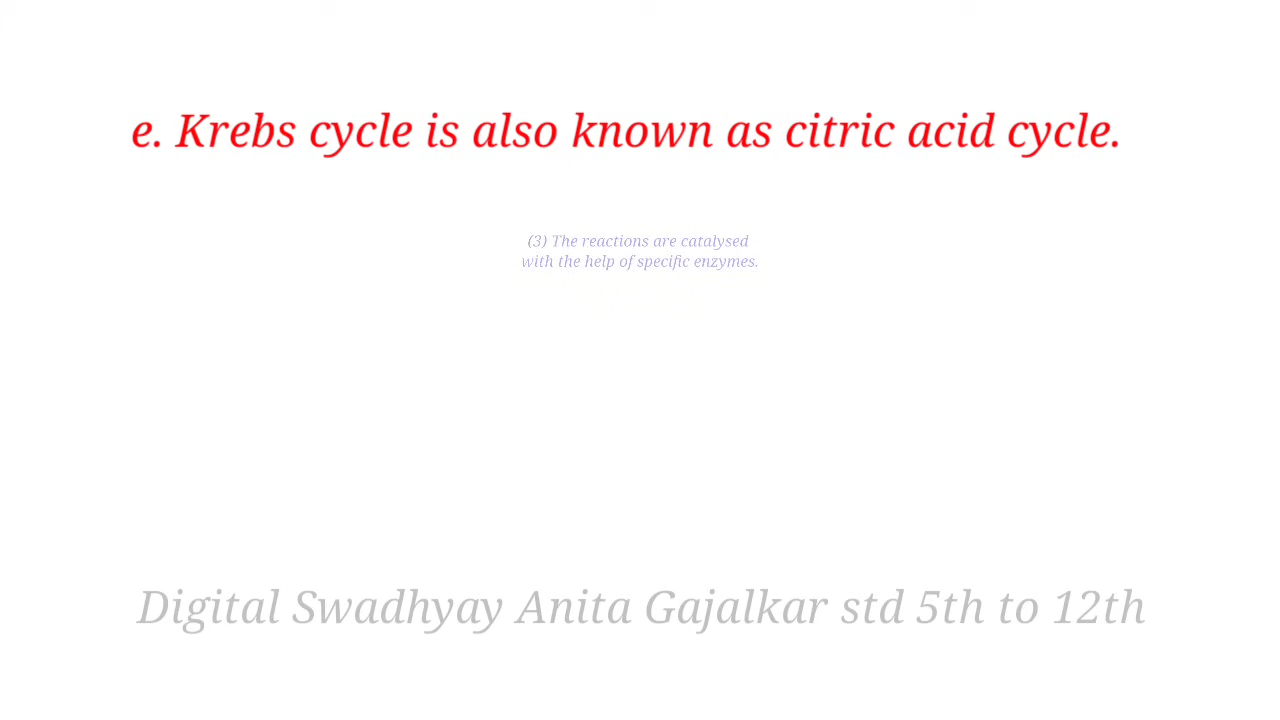 e. Krebs cycle is also known as citric acid cycle.
(3) The reactions are catalysed
with the help of specific enzymes.
Digital Swadhyay Anita Gajalkar std 5th to 12th